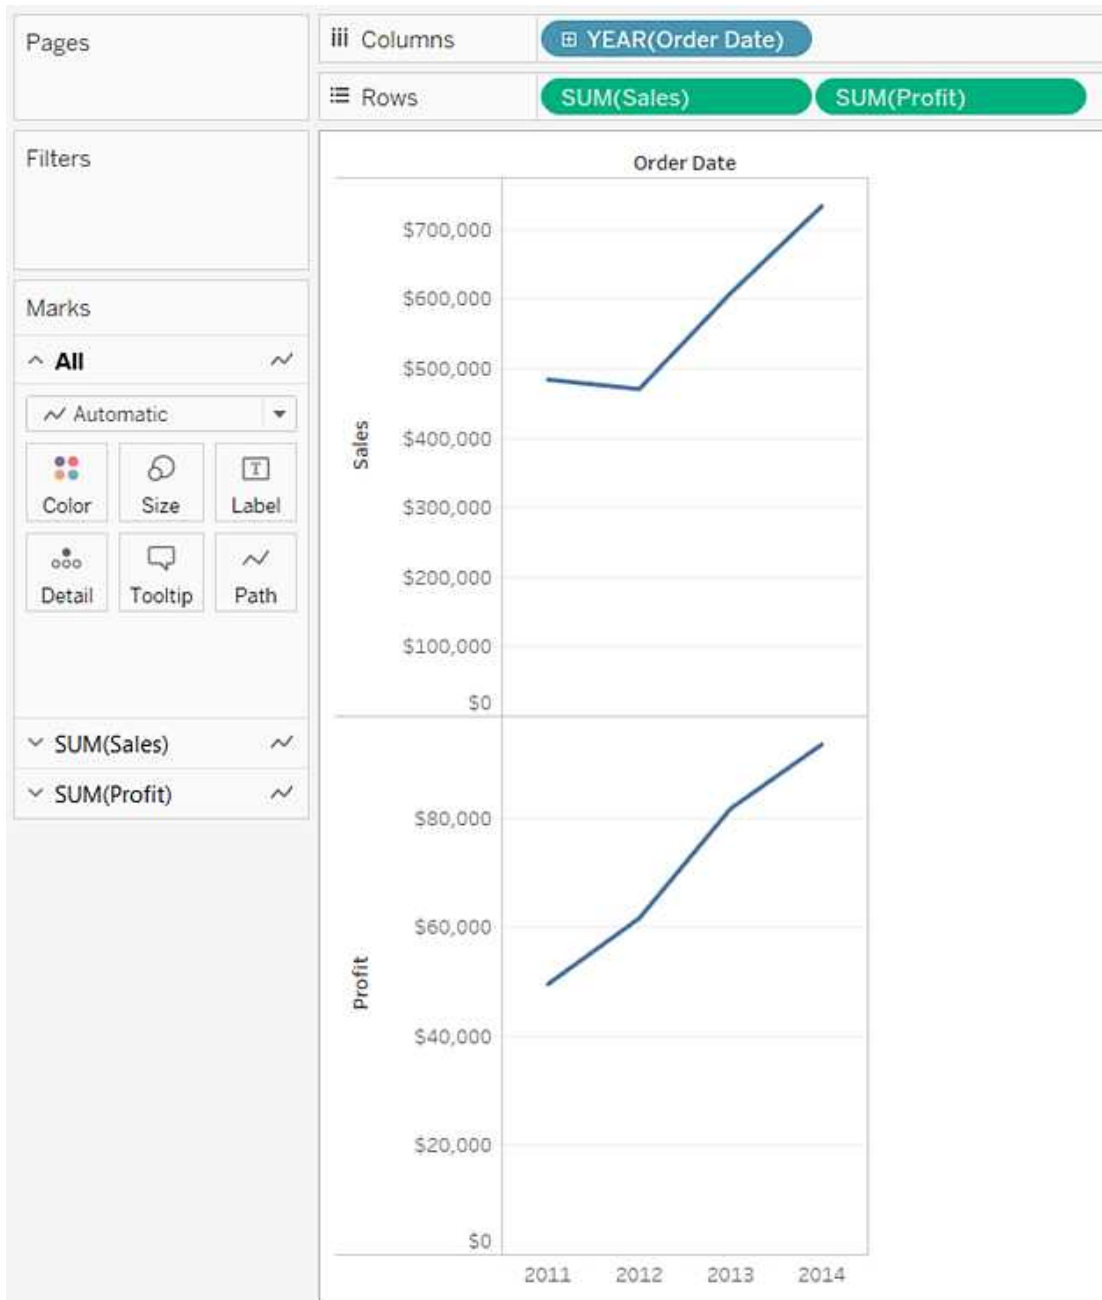 Pages
Columns
YEAR(Order Date)
Rows
SUM(Sales)
SUM(Profit)
Filters
Marks
All
Automatic
Color
Size
Label
Detail
Tooltip
Path
SUM(Sales)
SUM(Profit)
Order Date
Sales
$700,000
$600,000
$500,000
$400,000
$300,000
$200,000
$100,000
$0
Profit
$80,000
$60,000
$40,000
$20,000
$0
2011 2012 2013 2014